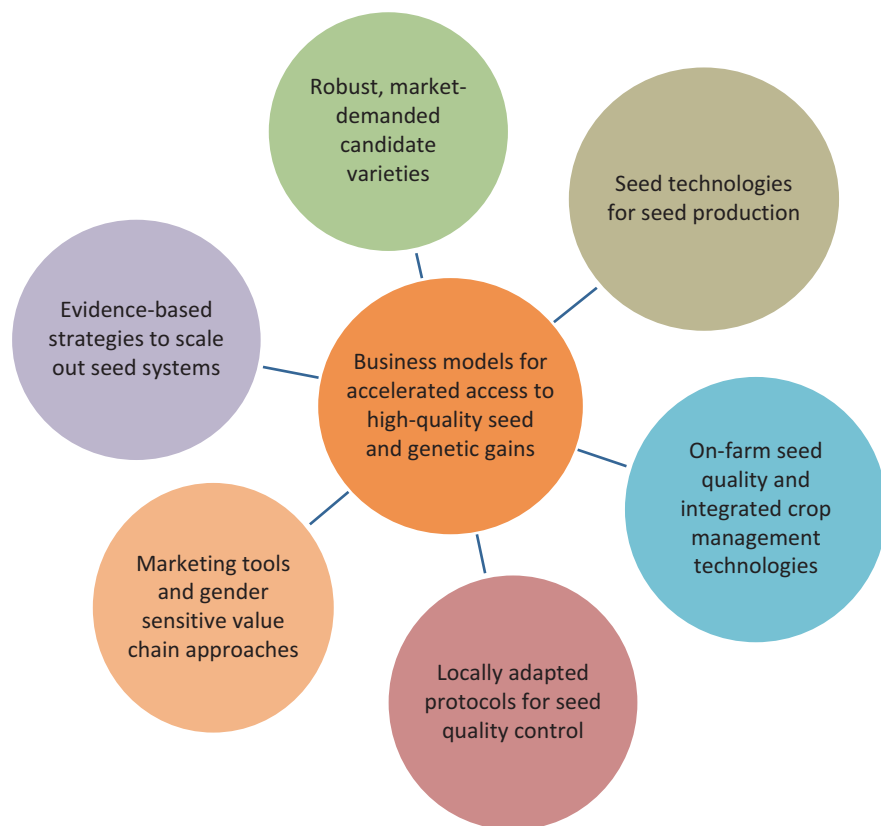 Robust, market-
demanded
candidate
varieties
Seed technologies
for seed production
Evidence-based
strategies to scale
out seed systems
Business models for
accelerated access to
high-quality seed
and genetic gains
On-farm seed
quality and
integrated crop
management
technologies
Marketing tools
and gender
sensitive value
chain approaches
Locally adapted
protocols for seed
quality control